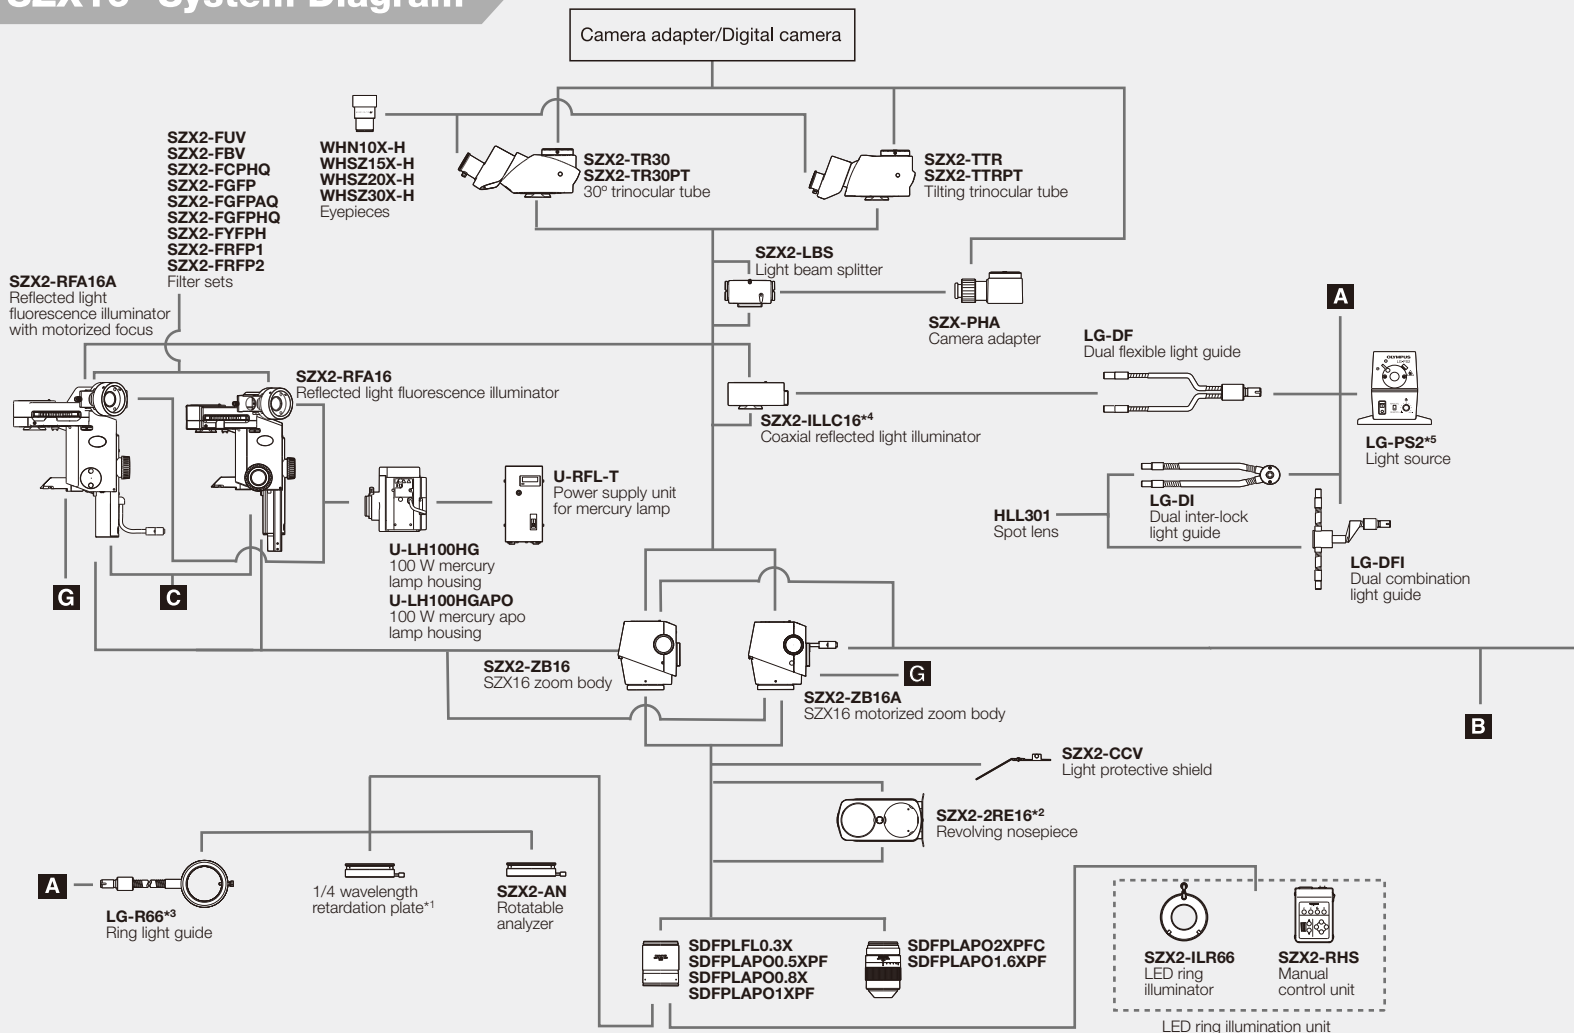 SZX16 System Diagram
Camera adapter/Digital camera
SZX2-FUV
SZX2-FBV
SZX2-FCPHQ
SZX2-FGFP
SZX2-FGFPAQ
SZX2-FGFPHQ
SZX2-FYFPH
SZX2-FRFP1
SZX2-FRFP2
Filter sets
WHN10X-H
WHSZ15X-H
WHSZ20X-H
WHSZ30X-H
Eyepieces
SZX2-TR30
SZX2-TR30PT
30º trinocular tube
SZX2-TTR
SZX2-TTRPT
Tilting trinocular tube
SZX2-LBS
Light beam splitter
SZX-PHA
Camera adapter
SZX2-RFA16A
Reflected light
fluorescence illuminator
with motorized focus
SZX2-RFA16
Reflected light fluorescence illuminator
SZX2-ILLC16*4
Coaxial reflected light illuminator
LG-DF
Dual flexible light guide
A
OLYMPUS
LG-PS2*5
Light source
U-RFL-T
Power supply unit
for mercury lamp
U-LH100HG
100 W mercury
lamp housing
U-LH100HGAPO
100 W mercury apo
lamp housing
HLL301
Spot lens
LG-DI
Dual inter-lock
light guide
LG-DFI
Dual combination
light guide
G
C
SZX2-ZB16
SZX16 zoom body
G
SZX2-ZB16A
SZX16 motorized zoom body
B
SZX2-CCV
Light protective shield
SZX2-2RE16*2
Revolving nosepiece
A
LG-R66*3
Ring light guide
1/4 wavelength
retardation plate*1
SZX2-AN
Rotatable
analyzer
SDFPLFL0.3X
SDFPLAPO0.5XPF
SDFPLAPO0.8X
SDFPLAPO1XPF
SDFPLAPO2XPFC
SDFPLAPO1.6XPF
SZX2-ILR66
LED ring
illuminator
SZX2-RHS
Manual
control unit
LED ring illumination unit